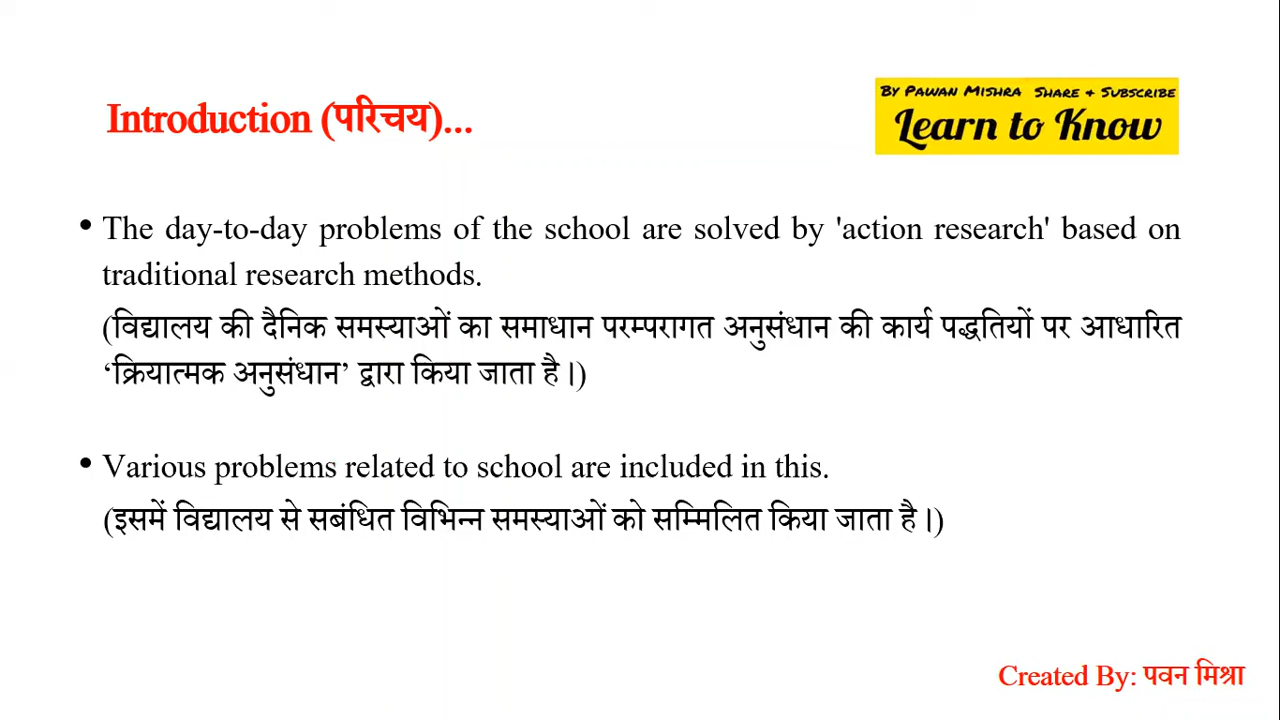 Introduction (परिचय)...
By Pawan Mishra Share & Subscribe
Learn to Know
• The day-to-day problems of the school are solved by 'action research' based on
traditional research methods.
(विद्यालय की दैनिक समस्याओं का समाधान परम्परागत अनुसंधान की कार्य पद्धतियों पर आधारित
‘क्रियात्मक अनुसंधान’ द्वारा किया जाता है।)
• Various problems related to school are included in this.
(इसमें विद्यालय से सबंधित विभिन्न समस्याओं को सम्मिलित किया जाता है।)
Created By: पवन मिश्रा